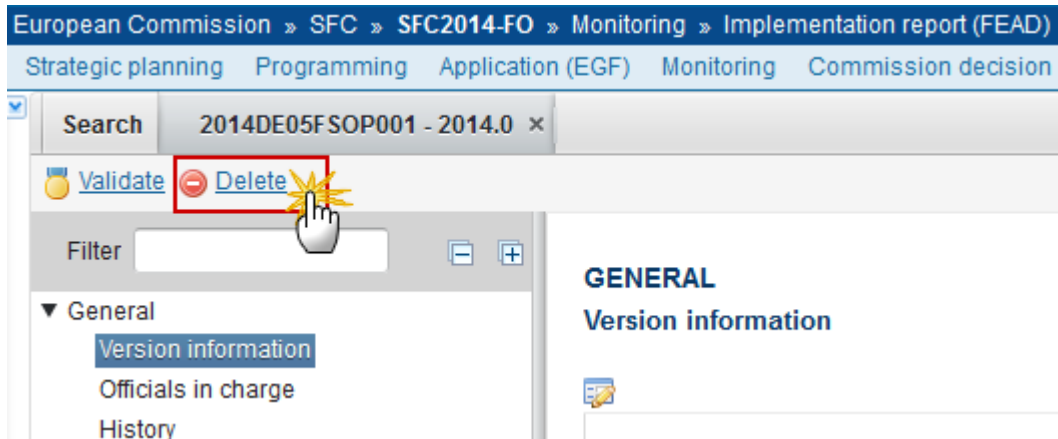 European Commission » SFC » SFC2014-FO » Monitoring » Implementation report (FEAD)
Strategic planning Programming Application (EGF) Monitoring Commission decision
Search 2014DE05FSOP001 - 2014.0 ×
Validate Delete
Filter
General
Version information
Officials in charge
History
GENERAL
Version information